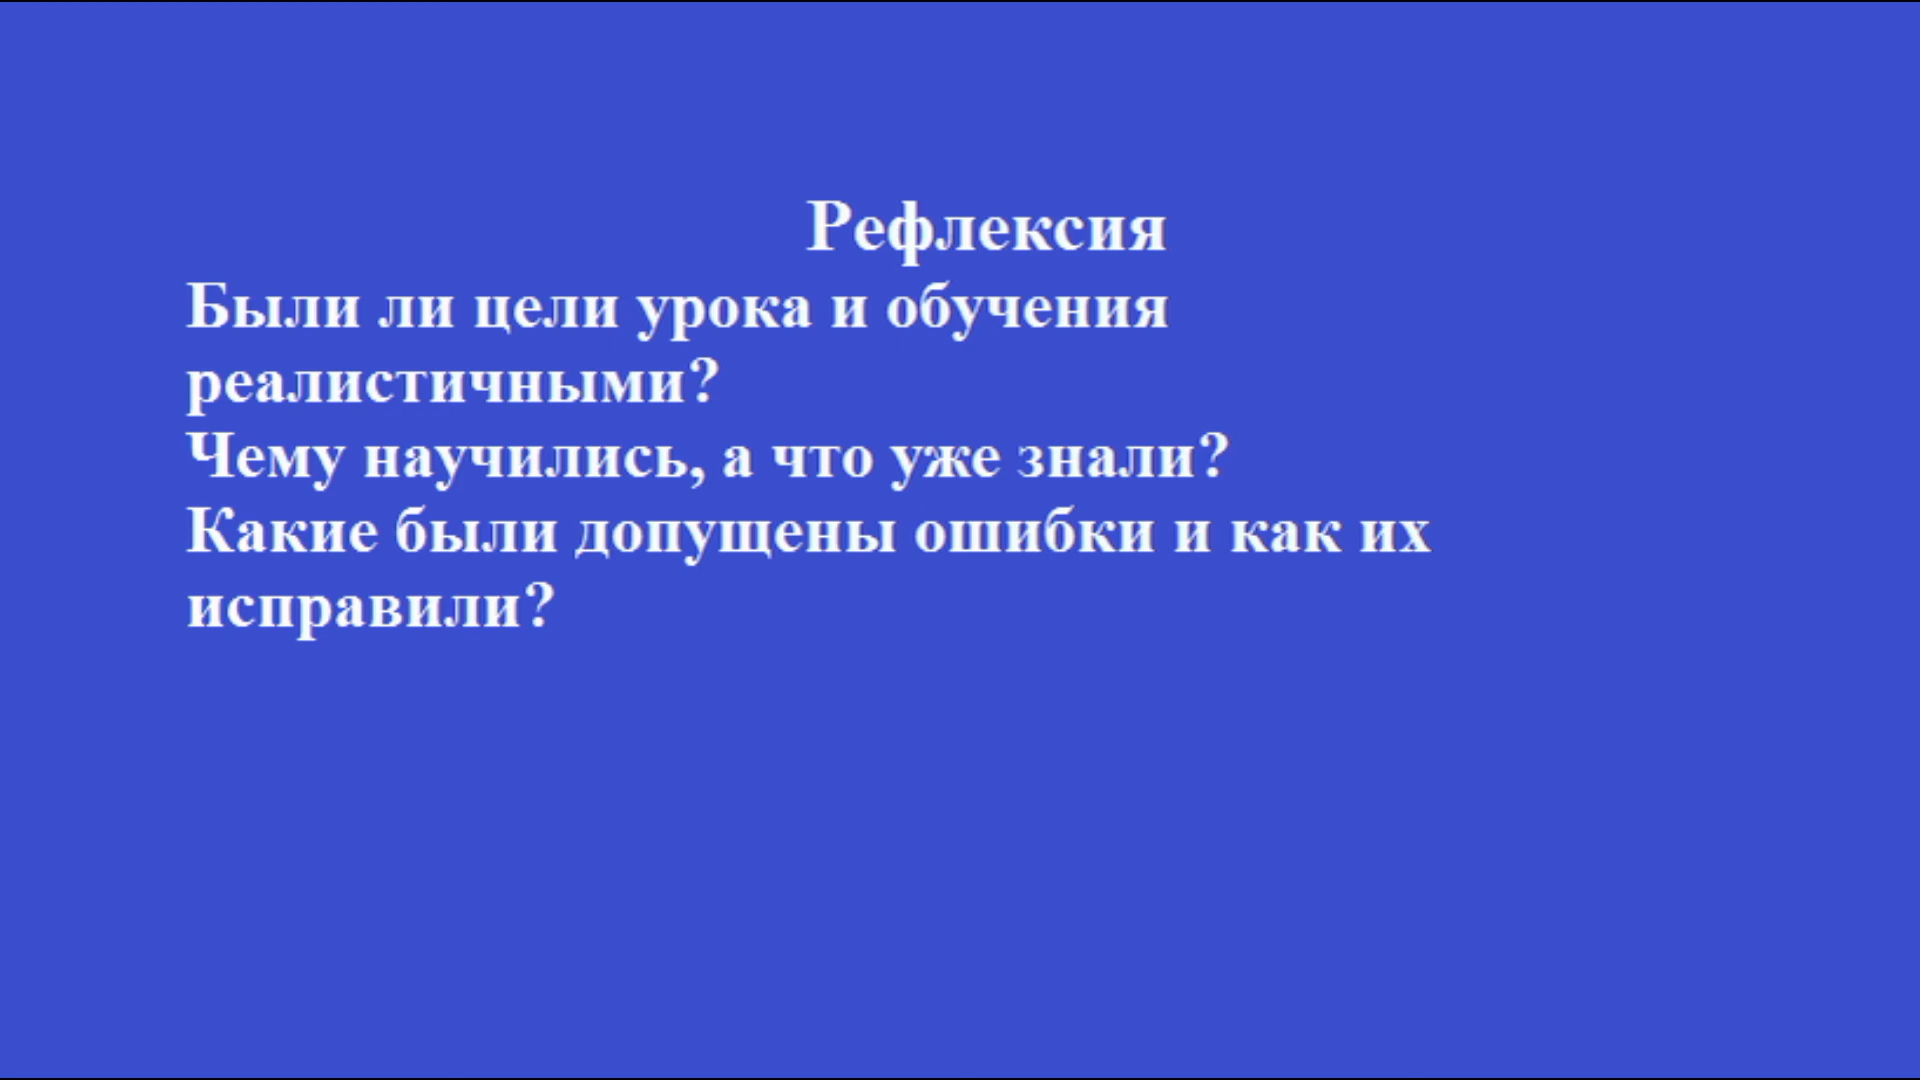 Рефлексия
Были ли цели урока и обучения
реалистичными?
Чему научились, а что уже знали?
Какие были допущены ошибки и как их
исправили?